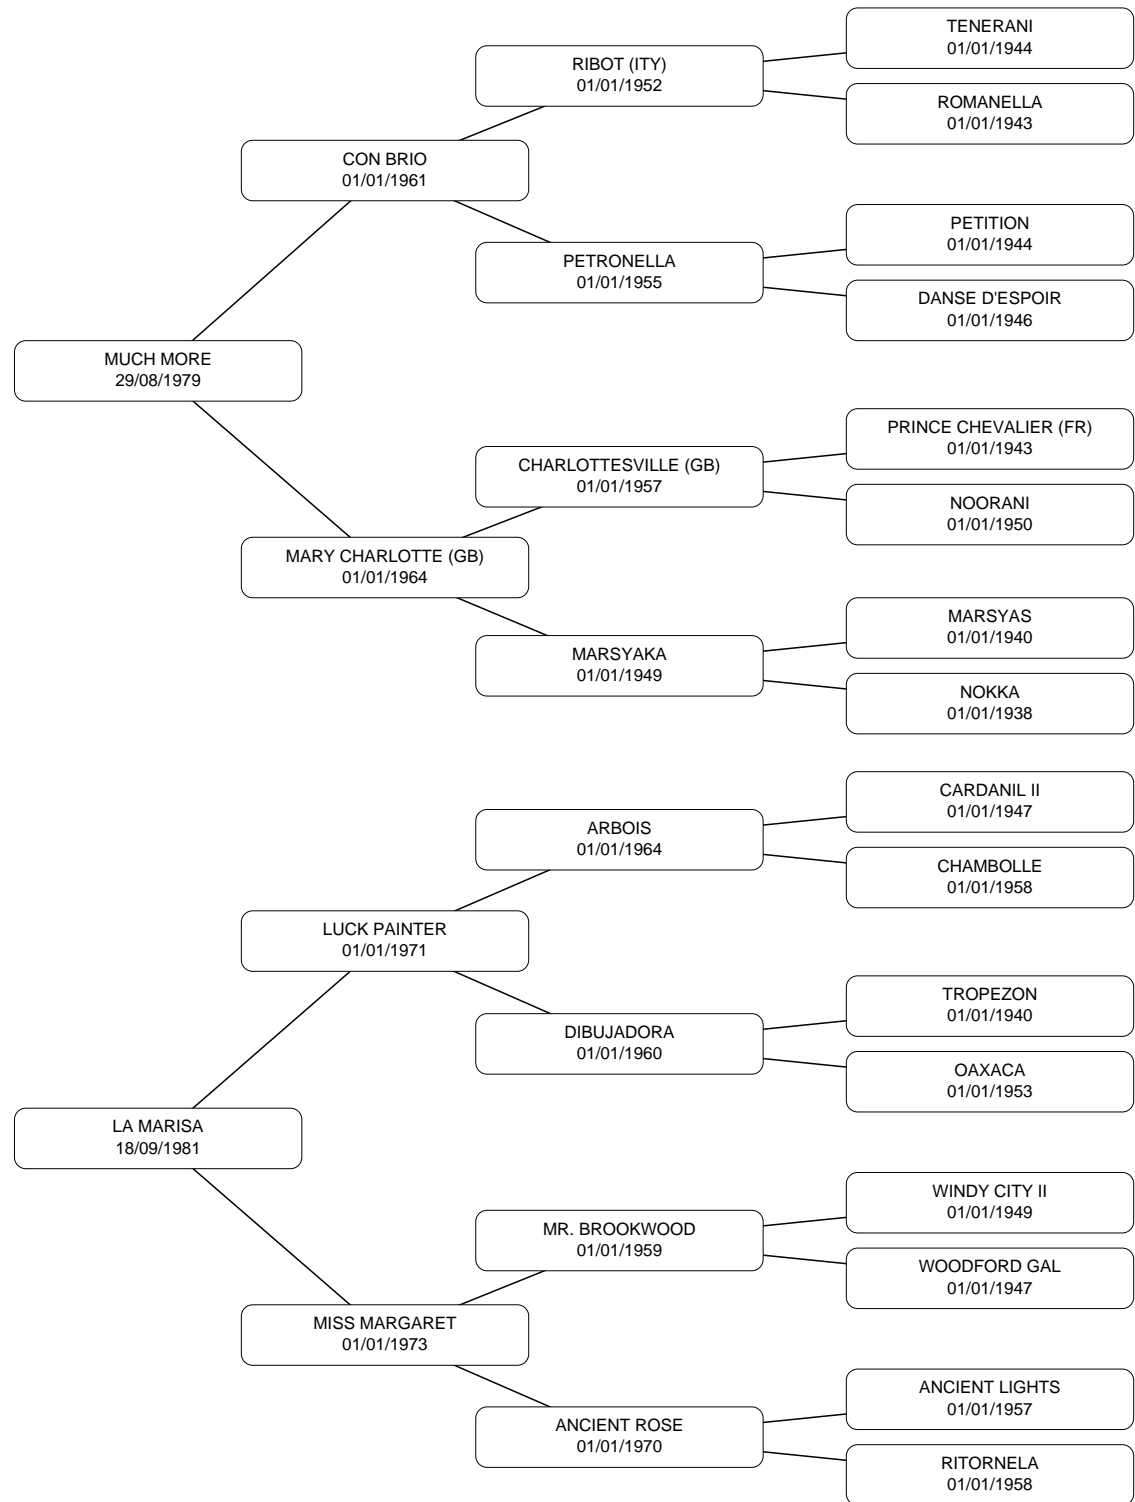 TENERANI
01/01/1944
RIBOT (ITY)
01/01/1952
ROMANELLA
01/01/1943
CON BRIO
01/01/1961
PETITION
01/01/1944
PETRONELLA
01/01/1955
DANSE D'ESPOIR
01/01/1946
MUCH MORE
29/08/1979
PRINCE CHEVALIER (FR)
01/01/1943
CHARLOTTESVILLE (GB)
01/01/1957
NOORANI
01/01/1950
MARY CHARLOTTE (GB)
01/01/1964
MARSYAS
01/01/1940
MARSYAKA
01/01/1949
NOKKA
01/01/1938
CARDANIL II
01/01/1947
ARBOIS
01/01/1964
CHAMBOLLE
01/01/1958
LUCK PAINTER
01/01/1971
TROPEZON
01/01/1940
DIBUJADORA
01/01/1960
OAXACA
01/01/1953
LA MARISA
18/09/1981
WINDY CITY II
01/01/1949
MR. BROOKWOOD
01/01/1959
WOODFORD GAL
01/01/1947
MISS MARGARET
01/01/1973
ANCIENT LIGHTS
01/01/1957
ANCIENT ROSE
01/01/1970
RITORNELA
01/01/1958